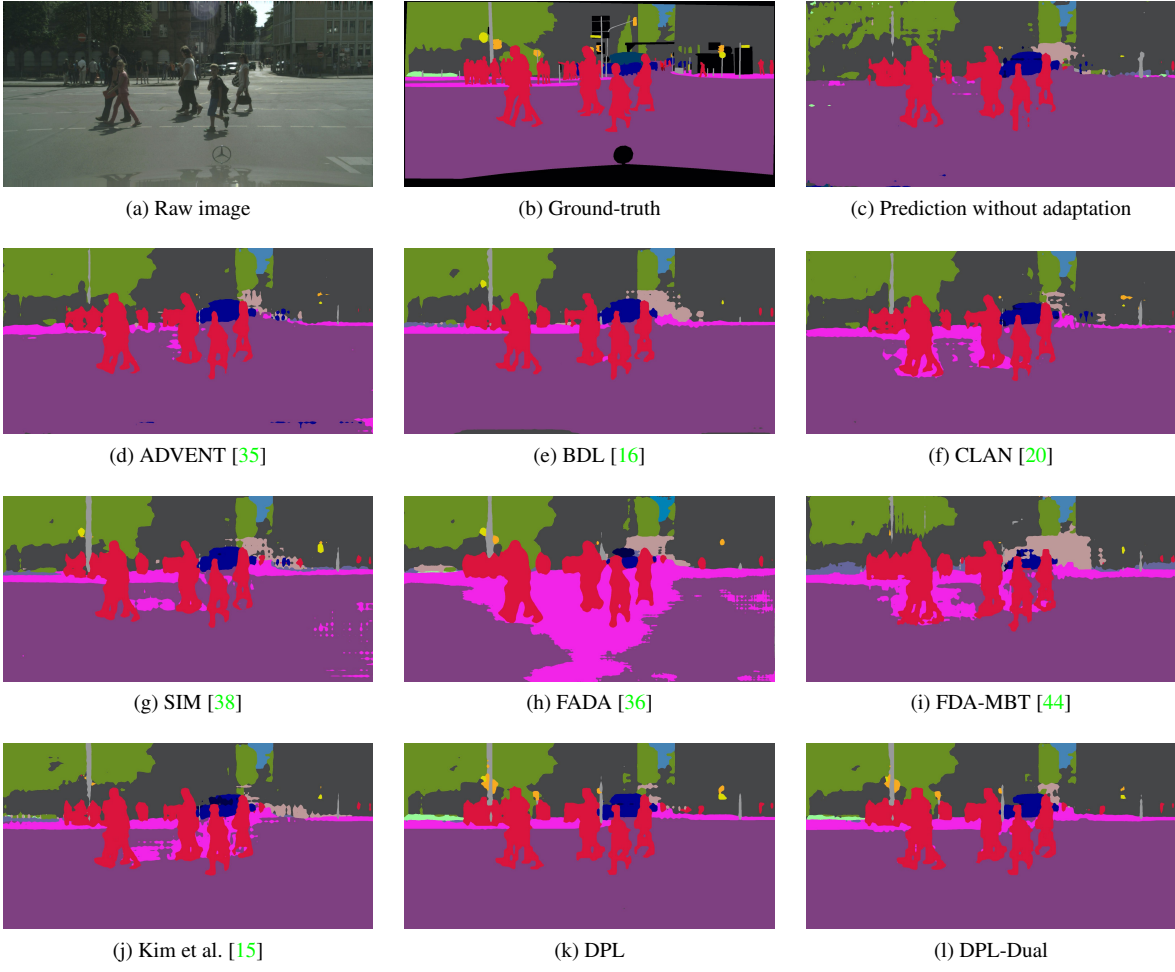 (a) Raw image
(b) Ground-truth
(c) Prediction without adaptation
(d) ADVENT [35]
(e) BDL [16]
(f) CLAN [20]
(g) SIM [38]
(h) FADA [36]
(i) FDA-MBT [44]
(j) Kim et al. [15]
(k) DPL
(l) DPL-Dual